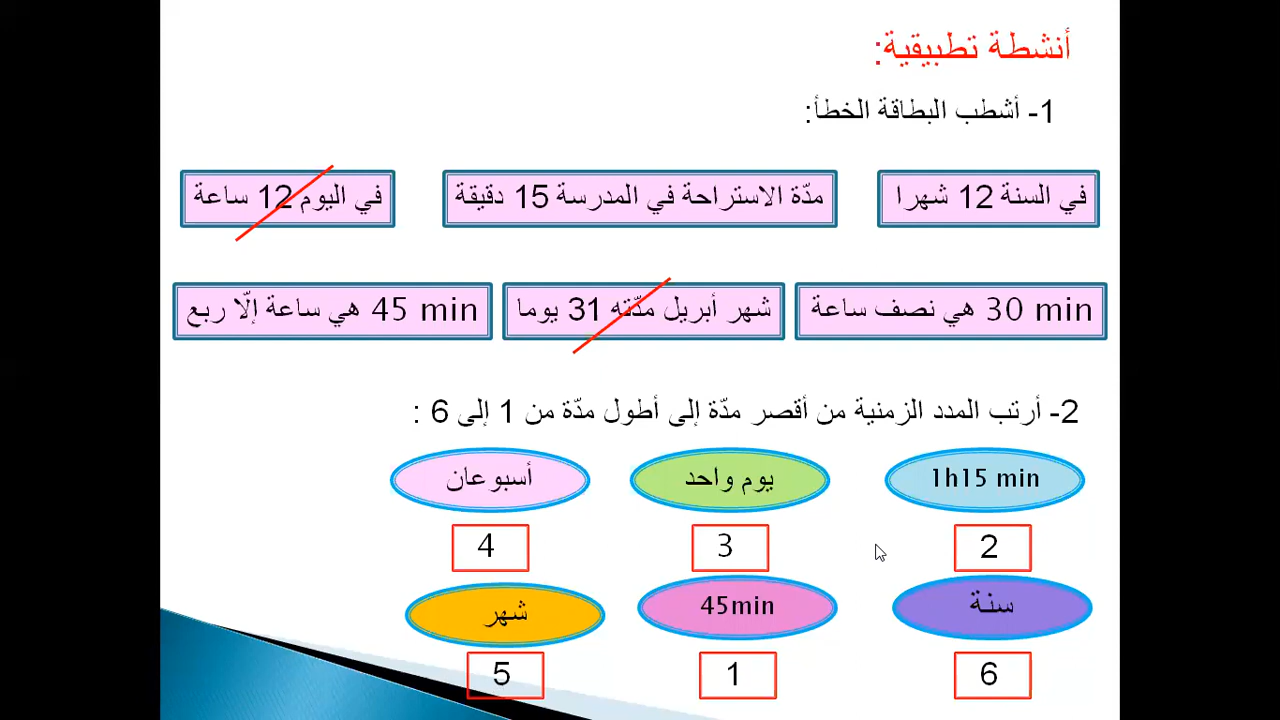 أنشطة تطبيقية:
1- أشطب البطاقة الخطأ:
في السنة 12 شهرا
مدّة الاستراحة في المدرسة 15 دقيقة
في اليوم 12 ساعة
30 min هي نصف ساعة
شهر أبريل مدّته 31 يوما
45 min هي ساعة إلّا ربع
2- أرتب المدد الزمنية من أقصر مدّة إلى أطول مدّة من 1 إلى 6 :
1h15 min
يوم واحد
أسبوعان
2
3
4
سنة
45min
شهر
6
1
5